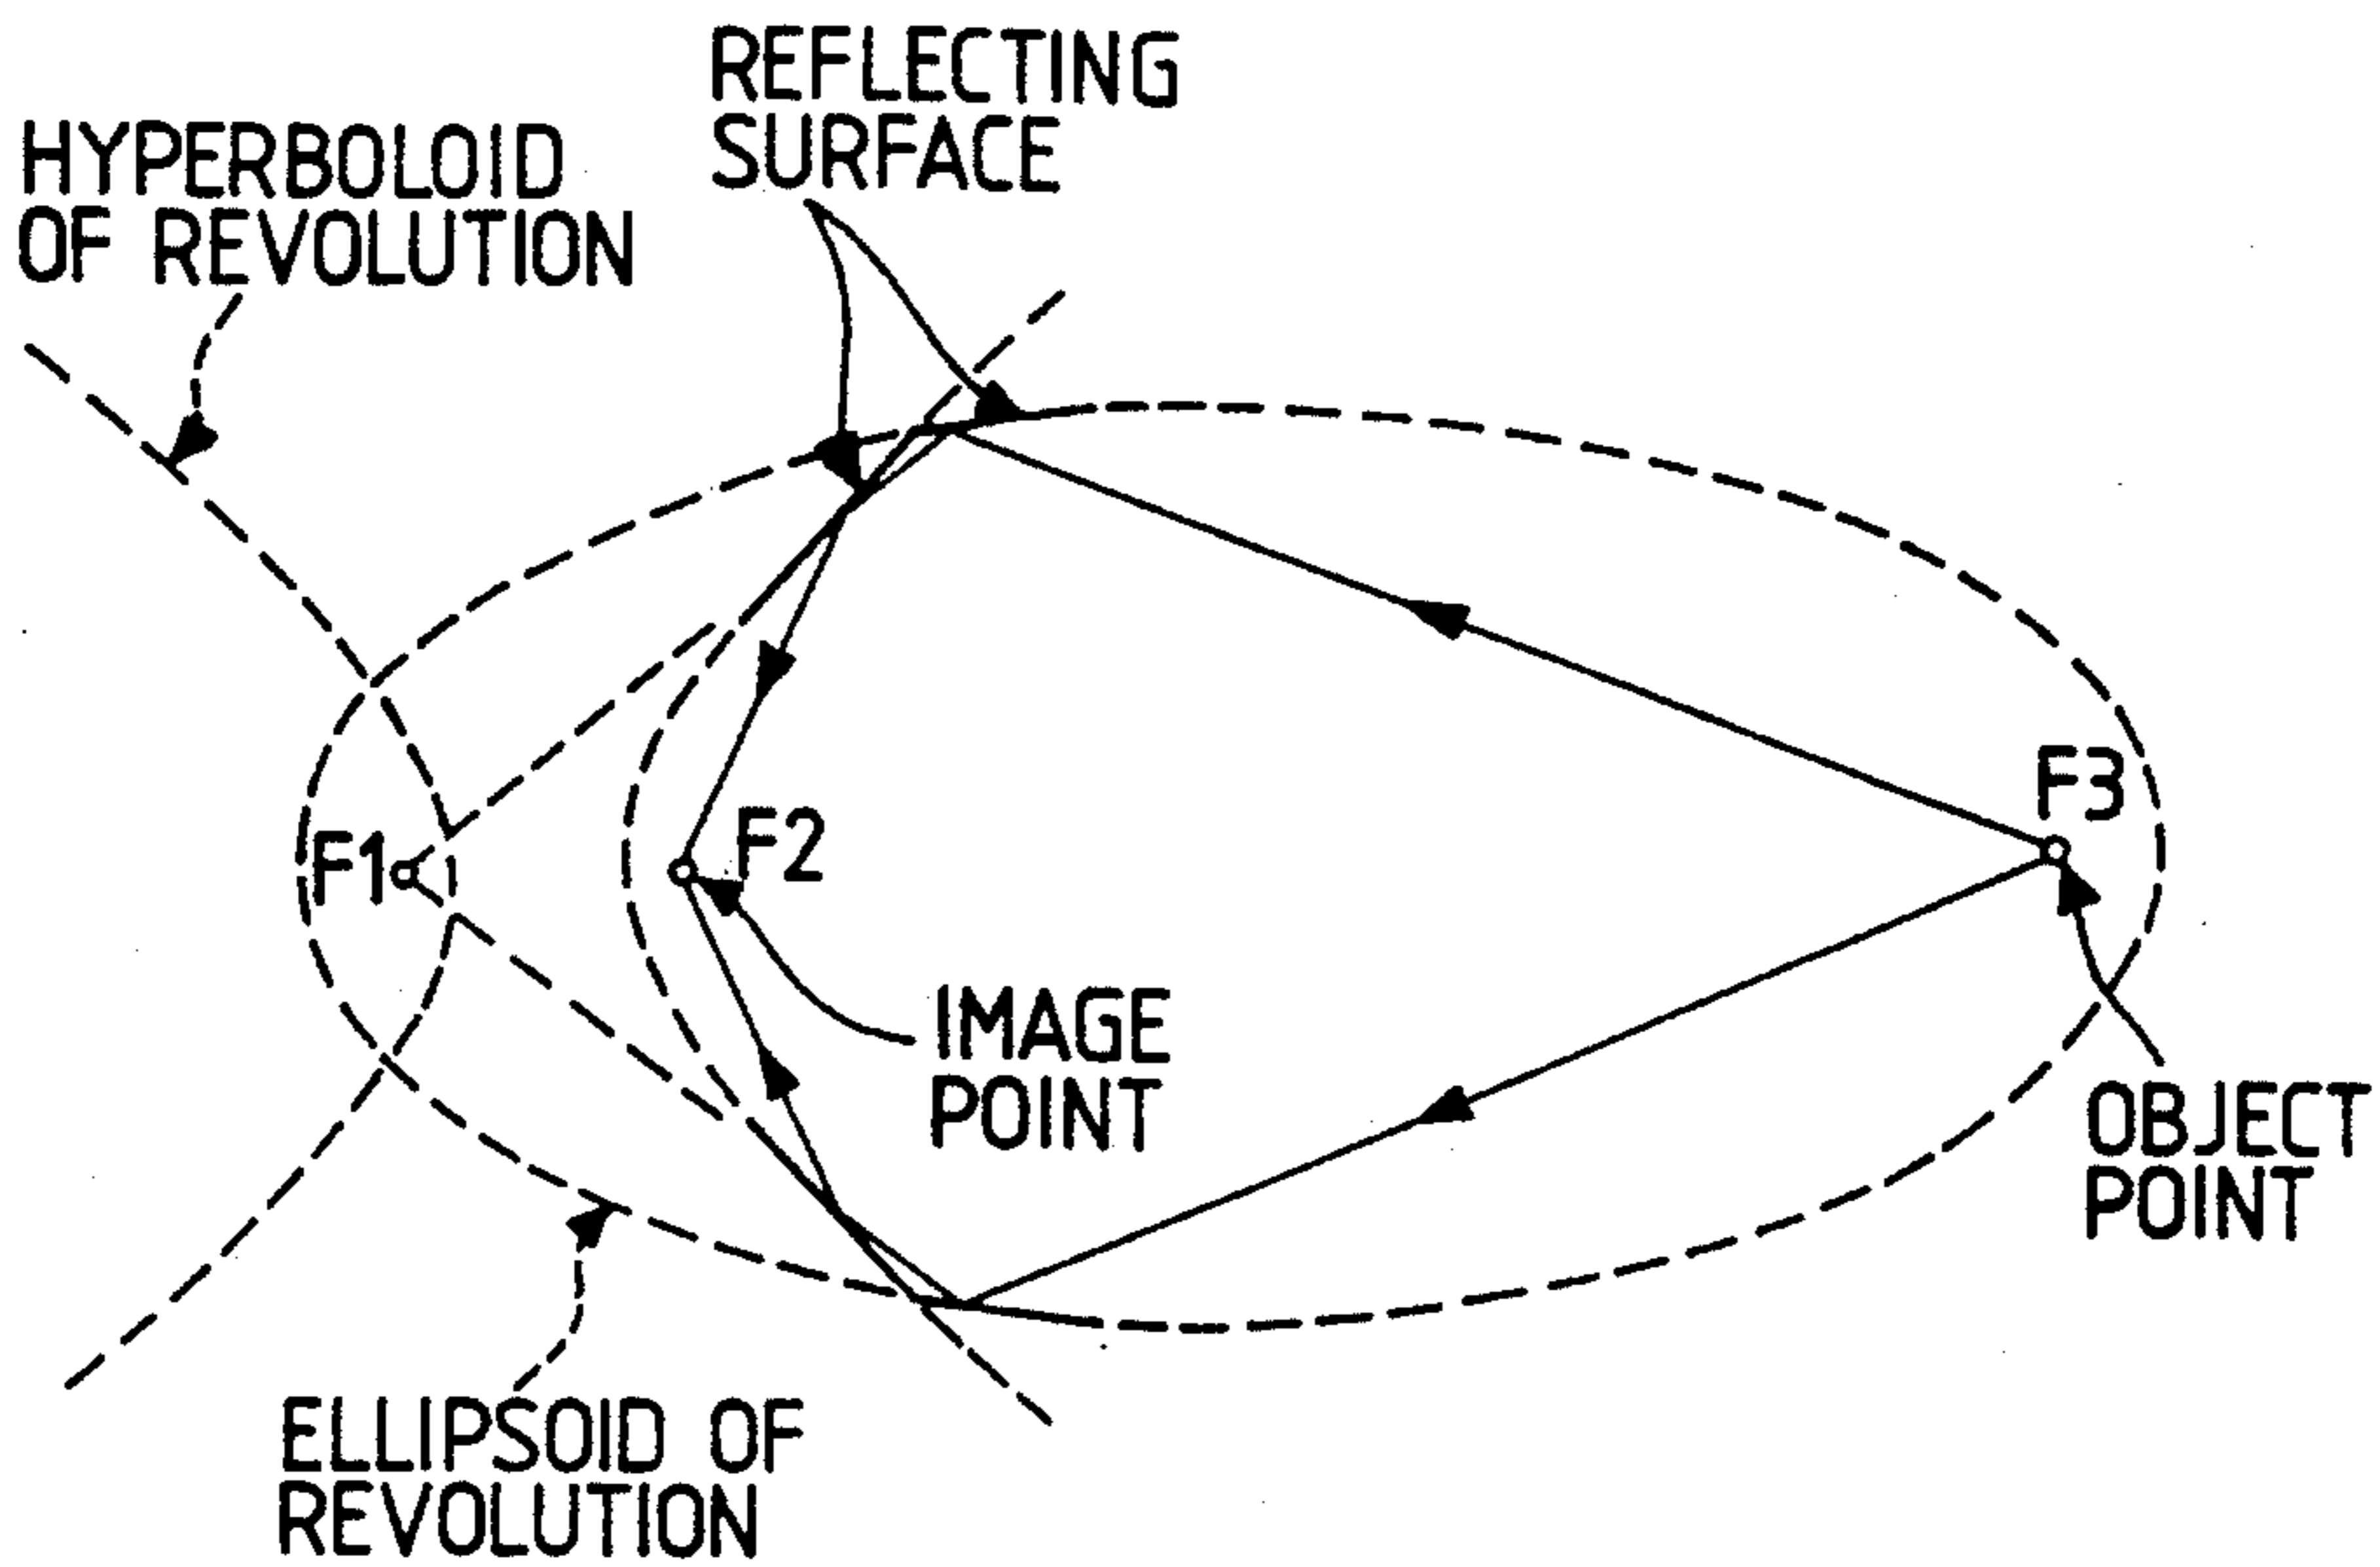 REFLECTING
SURFACE
HYPERBOLOID
OF REVOLUTION
F3
F1
F2
IMAGE
POINT
OBJECT
POINT
ELLIPSOID OF
REVOLUTION